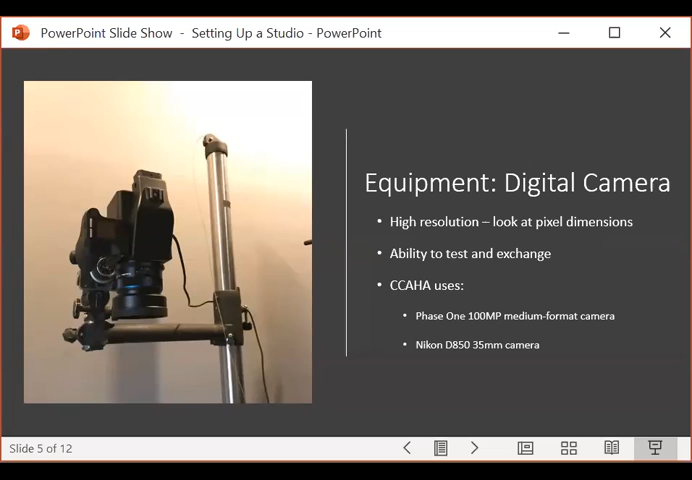 PowerPoint Slide Show - Setting Up a Studio - PowerPoint
Equipment: Digital Camera
• High resolution – look at pixel dimensions
• Ability to test and exchange
• CCAHA uses:
• Phase One 100MP medium-format camera
• Nikon D850 35mm camera
Slide 5 of 12